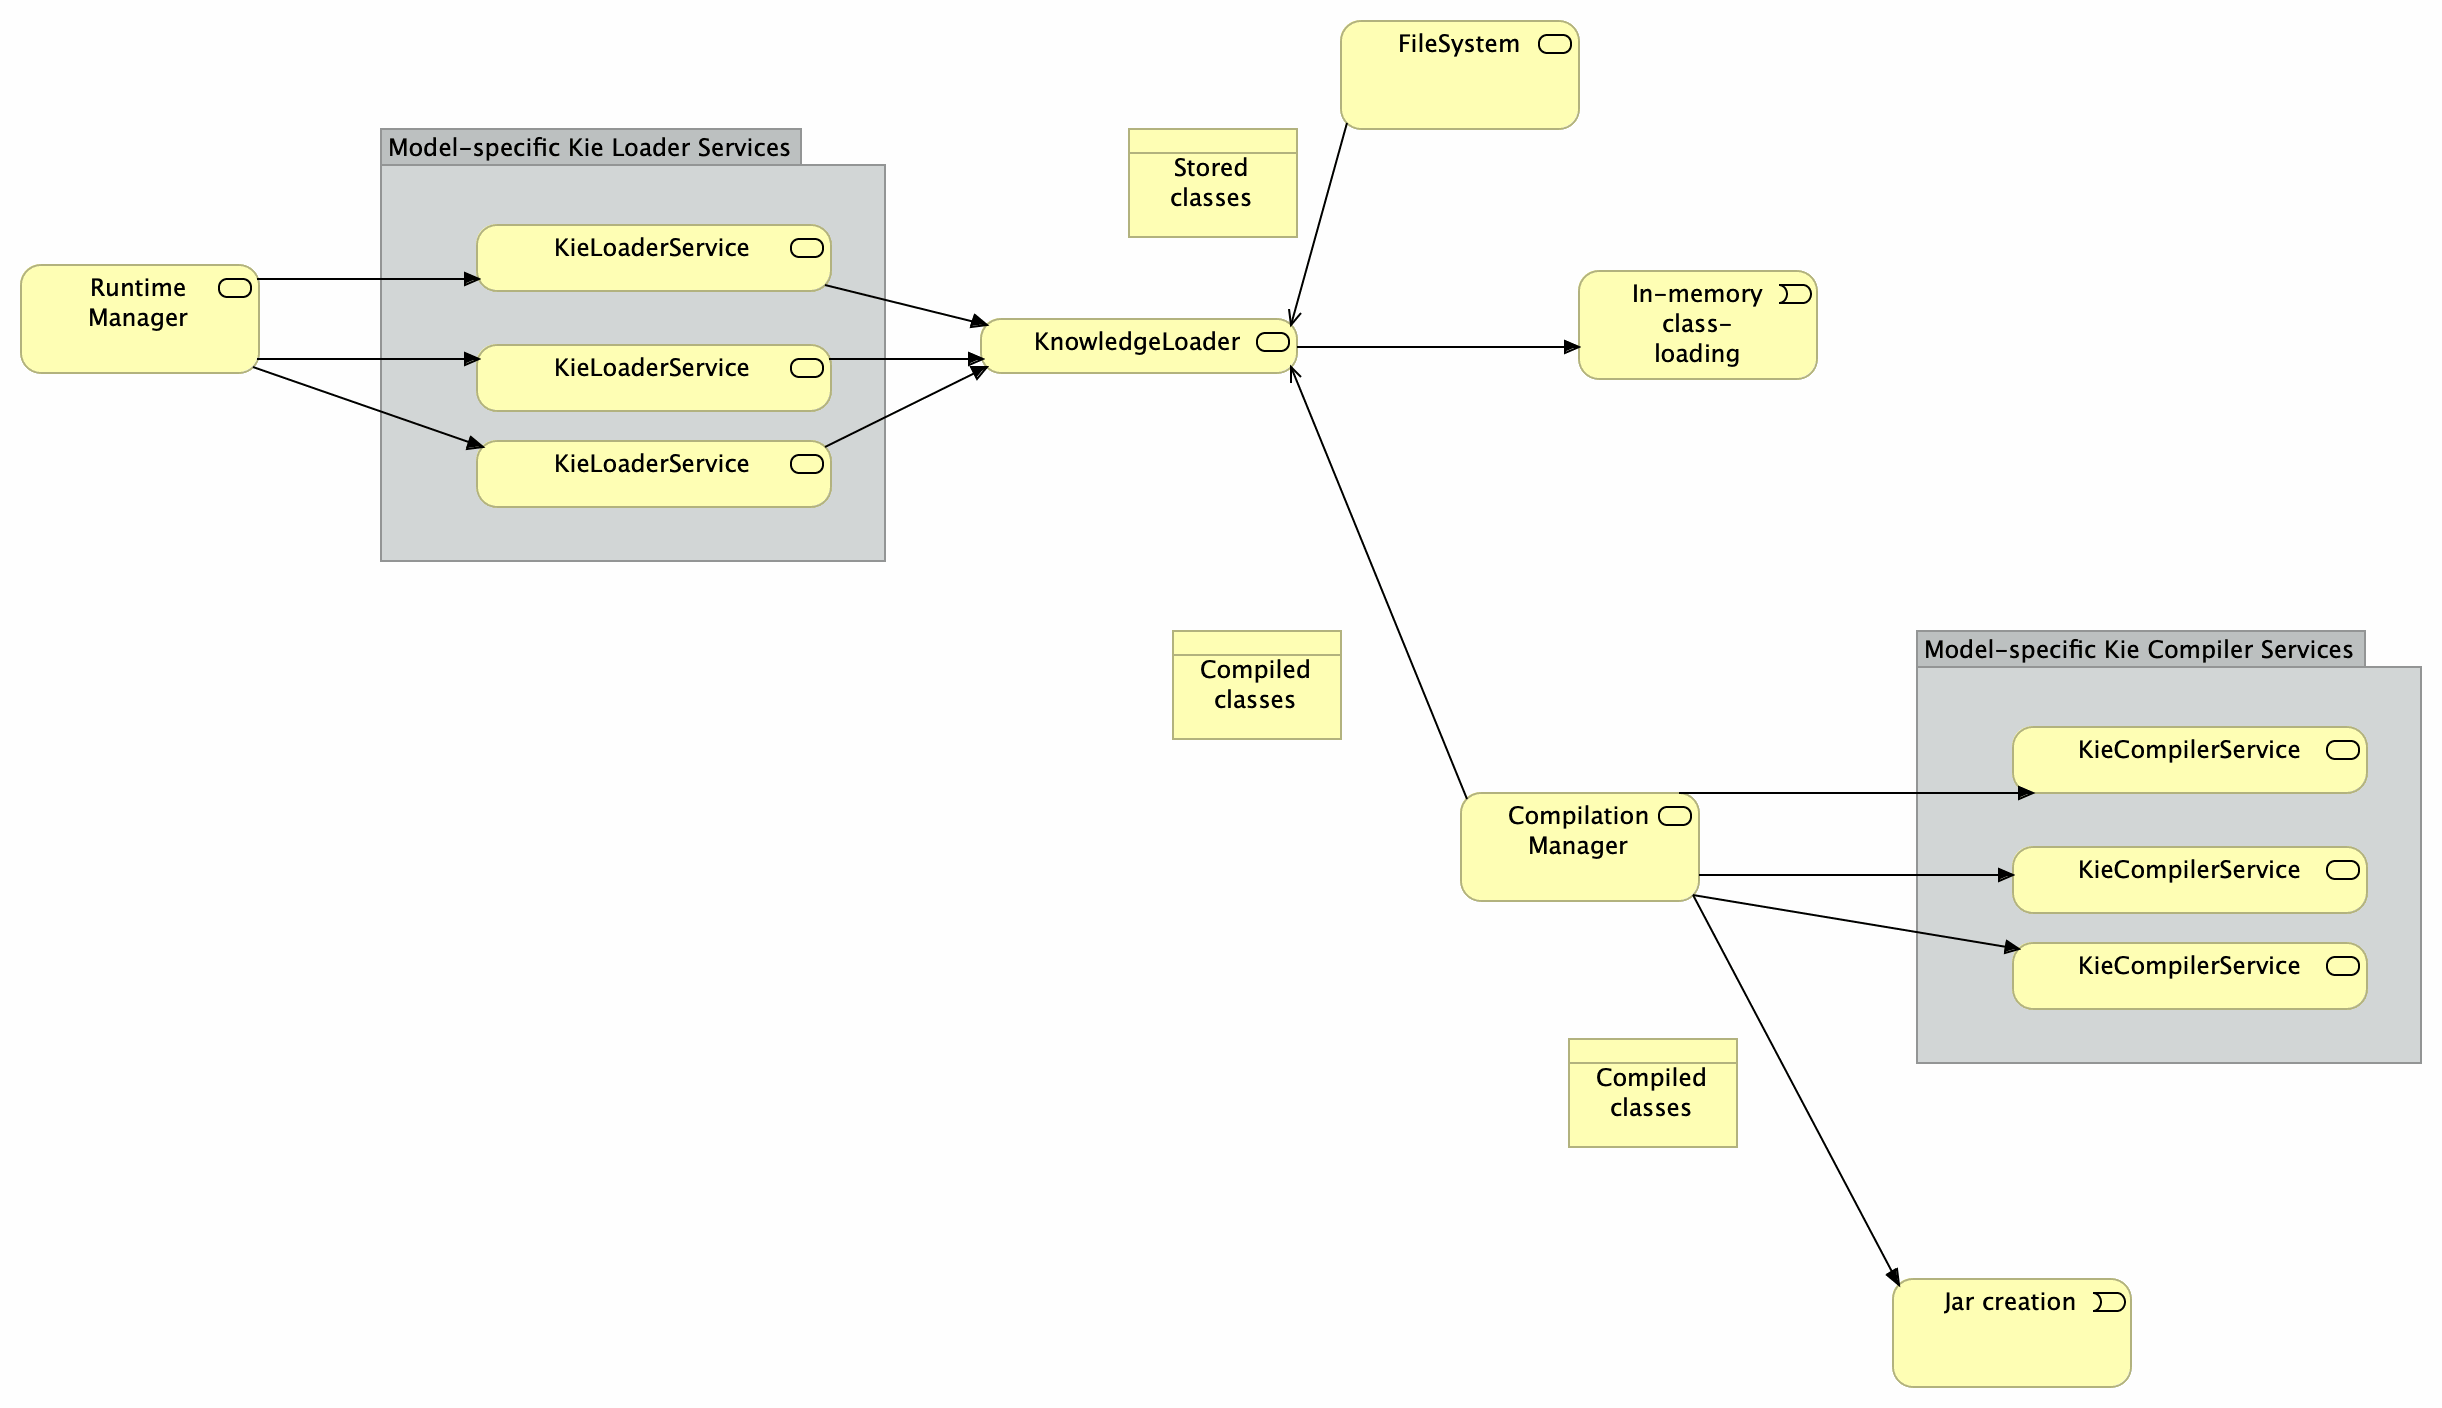 FileSystem
Model-specific Kie Loader Services
Stored
classes
KieLoaderService
Runtime
Manager
In-memory
class-
loading
KnowledgeLoader
KieLoaderService
KieLoaderService
Model-specific Kie Compiler Services
Compiled
classes
KieCompilerService
Compilation
Manager
KieCompilerService
KieCompilerService
Compiled
classes
Jar creation